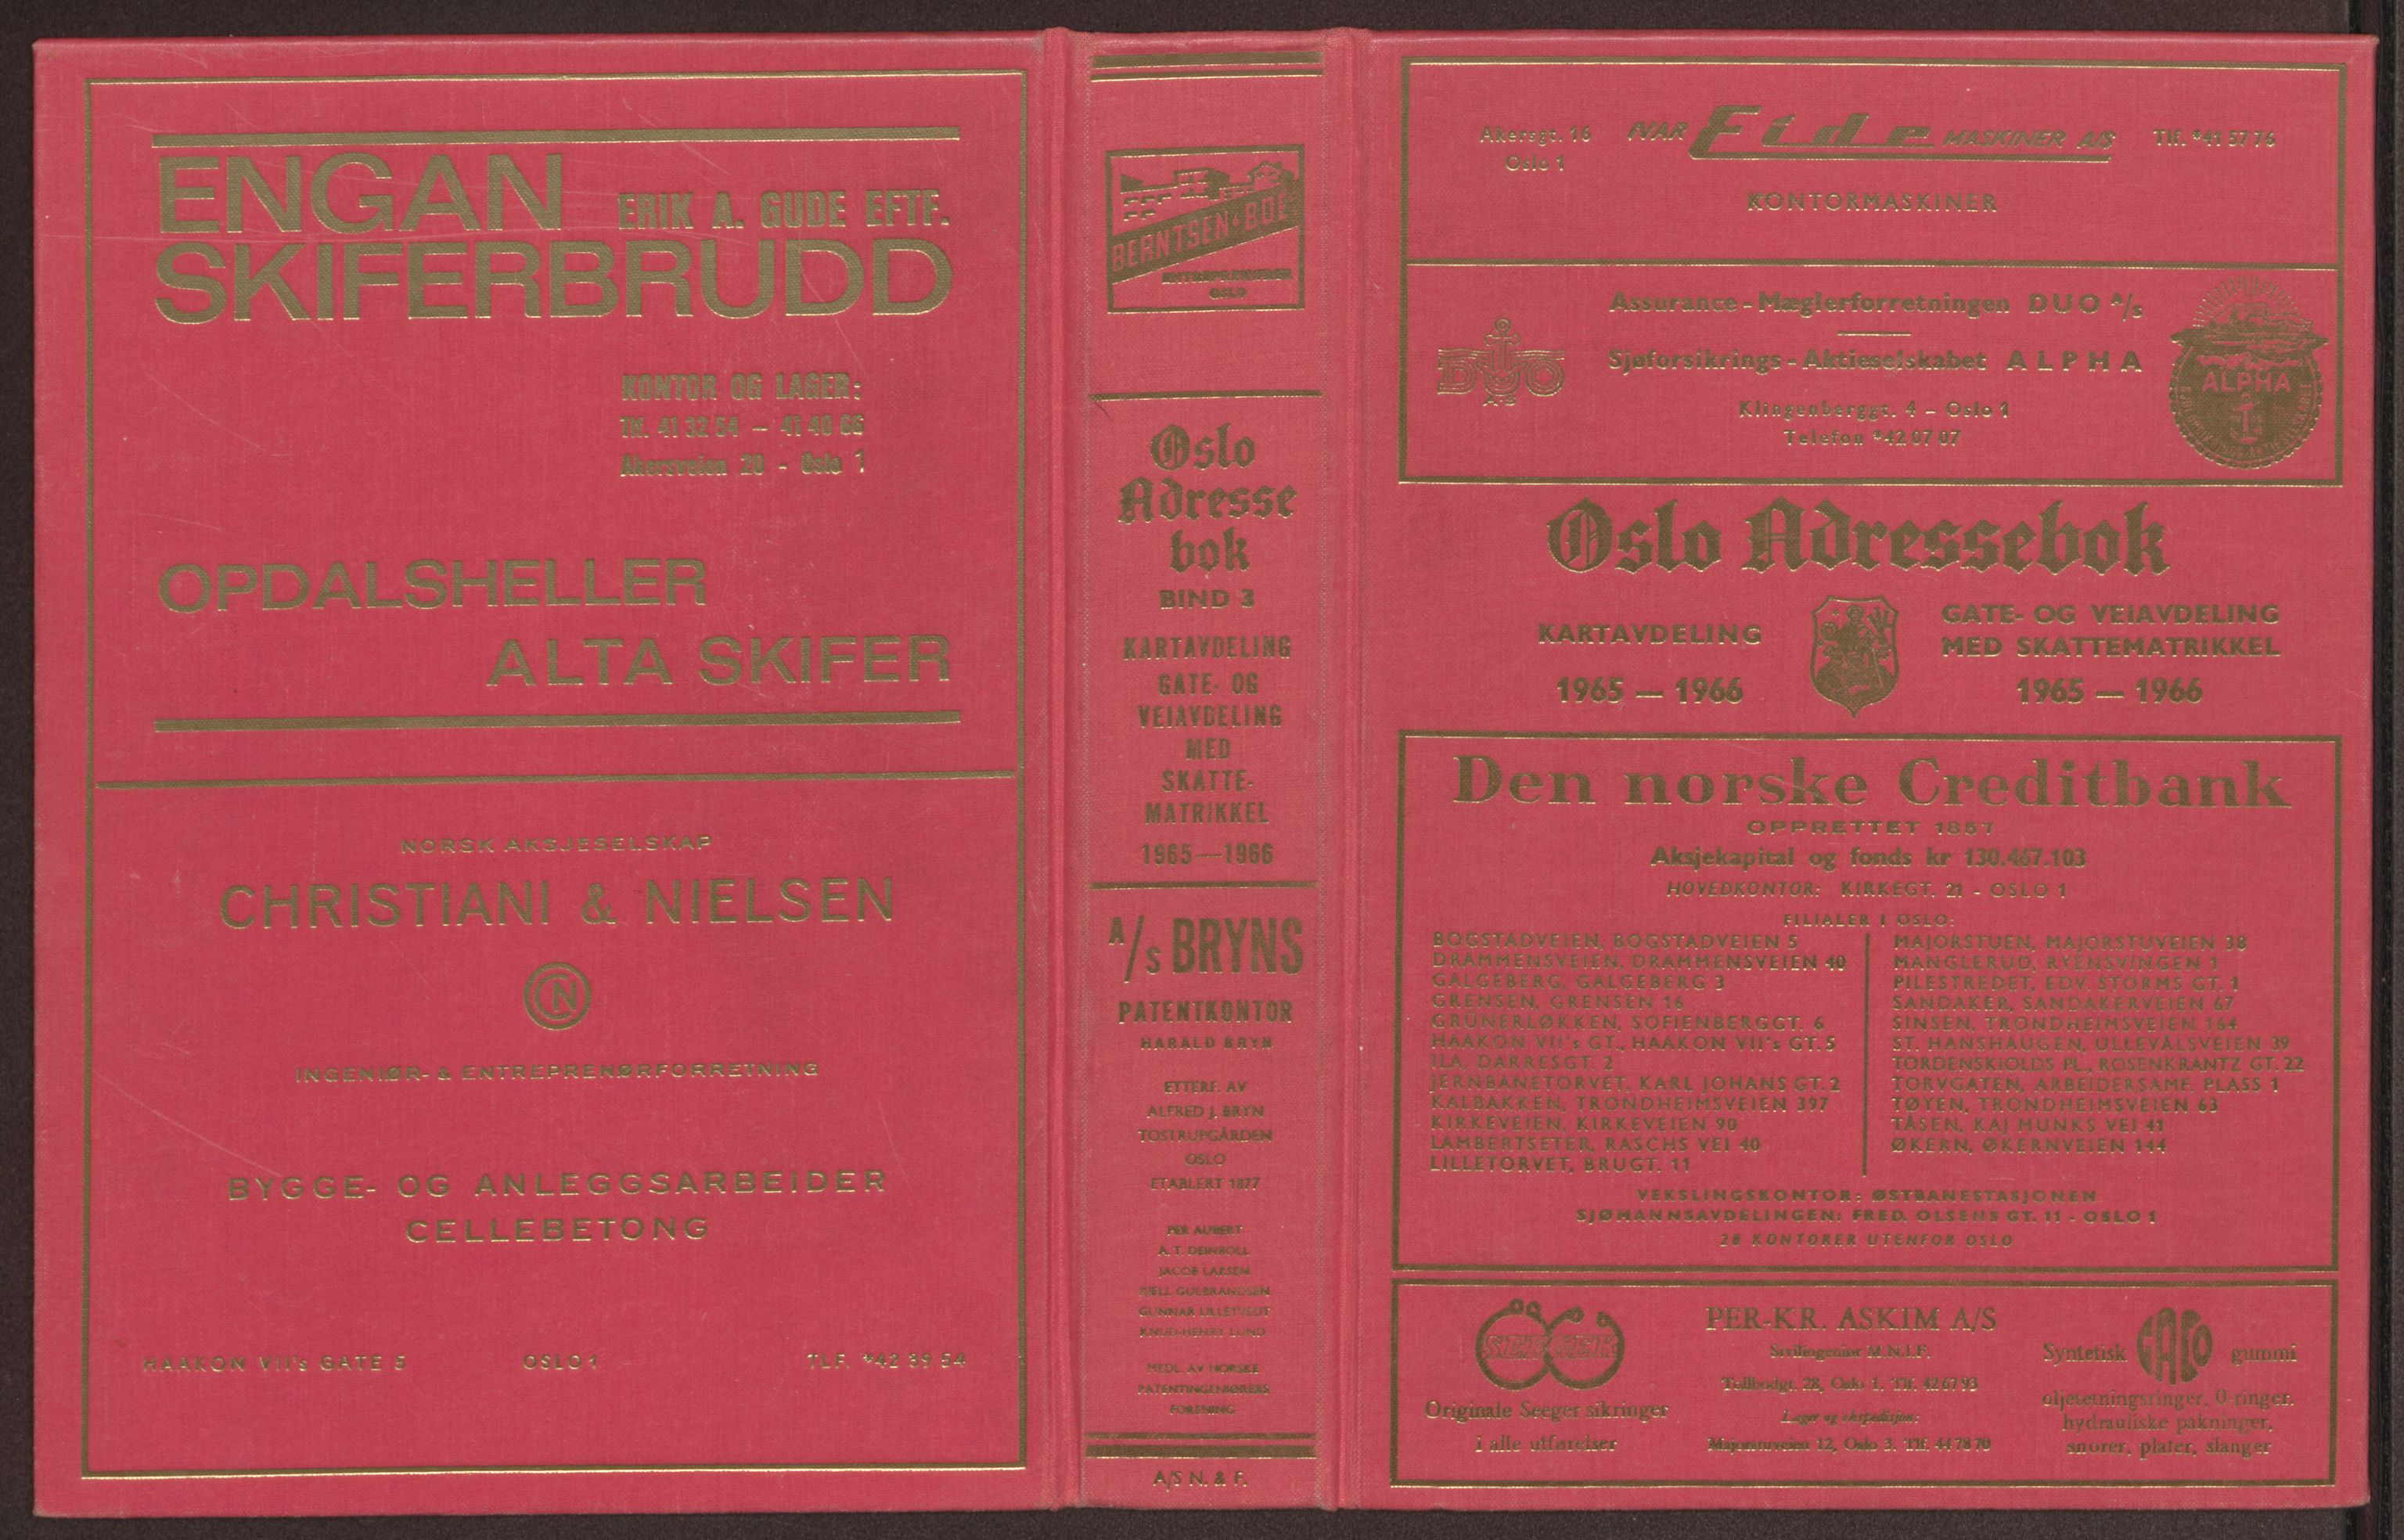 ENGAN
ERIK A. GUDE EFTF.
SKIFERBRUDD
KONTOR OG LAGER:
Tlf. 41 32 54 – 41 40 66
Akersveien 20 - Oslo 1
OPDALSHELLER
ALTA SKIFER
NORSK AKSJESELSKAP
CHRISTIANI & NIELSEN
CN
INGENIØR- & ENTREPRENØRFORRETNING
BYGGE- OG ANLEGGSARBEIDER
CELLEBETONG
HAAKON VII's GATE 5 OSLO 1 TLF. *42 39 54
BERNTSEN & BOE
ENTREPRENØRER
OSLO
Oslo
Adresse
bok
BIND 3
KARTAVDELING
GATE- OG
VEIAVDELING
MED
SKATTE-
MATRIKKEL
1965—1966
A/S BRYNS
PATENTKONTOR
HARALD BRYN
ETTERF. AV
ALFRED J. BRYN
TOSTRUPGÅRDEN
OSLO
ETABLERT 1877
PER AUBERT
A. T. DEINBOLL
JACOB LARSEN
KJELL GULBRANDSEN
GUNNAR LILLETVEDT
KNUD-HENRY LUND
MEDL. AV NORSKE
PATENTINGENIØRERS
FORENING
A/S N. & F.
Akersgt. 16
Oslo 1
IVAR Eide MASKINER A/S
Tlf. *41 57 76
KONTORMASKINER
DUO
A-S
Assurance - Mæglerforretningen DUO A/s
Sjøforsikrings - Aktieselskabet ALPHA
Klingenberggt. 4 – Oslo 1
Telefon *42 07 07
ALPHA
Oslo Adressebok
KARTAVDELING
1965 — 1966
GATE- OG VEIAVDELING
MED SKATTEMATRIKKEL
1965 — 1966
Den norske Creditbank
OPPRETTET 1857
Aksjekapital og fonds kr 130.467.103
HOVEDKONTOR: KIRKEGT. 21 - OSLO 1
FILIALER I OSLO:
BOGSTADVEIEN, BOGSTADVEIEN 5
DRAMMENSVEIEN, DRAMMENSVEIEN 40
GALGEBERG, GALGEBERG 3
GRENSEN, GRENSEN 16
GRUNERLØKKEN, SOFIENBERGGT. 6
HAAKON VII's GT., HAAKON VII's GT. 5
ILA, DARRESGT. 2
JERNBANETORVET, KARL JOHANS GT. 2
KALBAKKEN, TRONDHEIMSVEIEN 397
KIRKEVEIEN, KIRKEVEIEN 90
LAMBERTSETER, RASCHS VEI 40
LILLETORVET, BRUGT. 11
MAJORSTUEN, MAJORSTUVEIEN 38
MANGLERUD, RYENSVINGEN 1
PILESTREDET, EDV. STORMS GT. 1
SANDAKER, SANDAKERVEIEN 67
SINSEN, TRONDHEIMSVEIEN 164
ST. HANSHAUGEN, ULLEVÅLSVEIEN 39
TORDENSKIOLDS PL., ROSENKRANTZ GT. 22
TORVGATEN, ARBEIDERSAMF. PLASS 1
TØYEN, TRONDHEIMSVEIEN 63
TÅSEN, KAJ MUNKS VEI 41
ØKERN, ØKERNVEIEN 144
VEKSLINGSKONTOR: ØSTBANESTASJONEN
SJØMANNSAVDELINGEN: FRED. OLSENS GT. 11 - OSLO 1
28 KONTORER UTENFOR OSLO
Originale Seeger sikringer
i alle utførelser
PER-KR. ASKIM A/S
Sivilingeniør M.N.I.F.
Tollbodgt. 28, Oslo 1. Tlf. 42 67 93
Lager og ekspedisjon:
Majorstuveien 12, Oslo 3. Tlf. 44 78 70
Syntetisk GACO gummi
oljetetningsringer, O-ringer,
hydrauliske pakninger,
snorer, plater, slanger